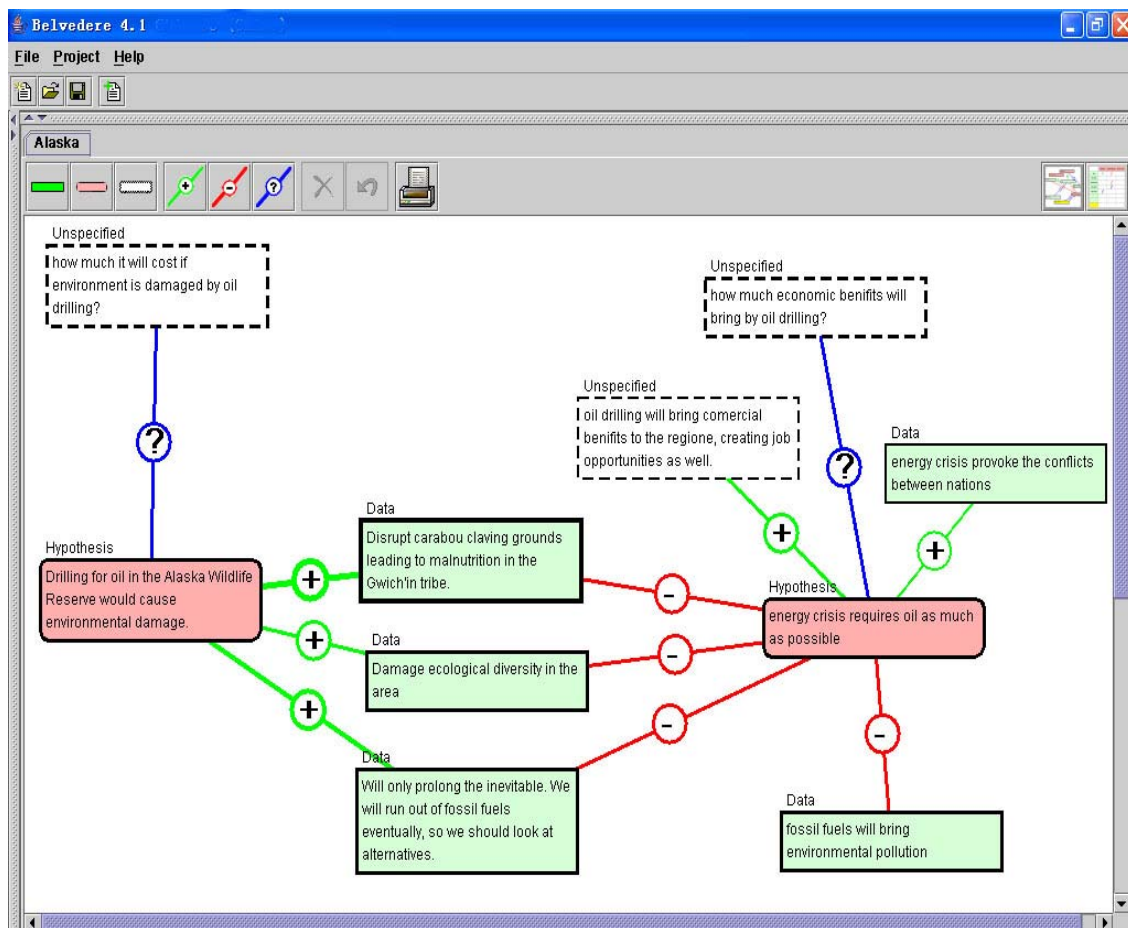 Belvedere 4.1
File Project Help
Alaska
Unspecified
how much it will cost if
environment is damaged by oil
drilling?
Unspecified
how much economic benifits will
bring by oil drilling?
Unspecified
oil drilling will bring comercial
benifits to the regione, creating job
opportunities as well.
Data
energy crisis provoke the conflicts
between nations
Data
Disrupt carabou claving grounds
leading to malnutrition in the
Gwich'in tribe.
Hypothesis
Drilling for oil in the Alaska Wildlife
Reserve would cause
environmental damage.
Hypothesis
energy crisis requires oil as much
as possible
Data
Damage ecological diversity in the
area
Data
Will only prolong the inevitable. We
will run out of fossil fuels
eventually, so we should look at
alternatives.
Data
fossil fuels will bring
environmental pollution